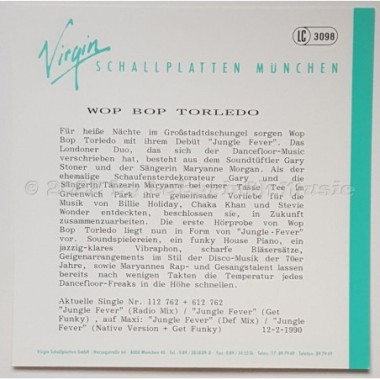 Virgin
LC 3098
SCHALLPLATTEN MÜNCHEN
WOP BOP TORLEDO
Für heiße Nächte im Großstadtdschungel sorgen Wop
Bop Torledo mit ihrem Debüt "Jungle Fever". Das
Londoner Duo, das sich der Dancefloor-Music
verschrieben hat, besteht aus dem Soundtüftler Gary
Stoner und der Sängerin Maryanne Morgan. Als der
ehemalige Schaufensterdekorateur Gary und die
Sängerin/Tänzerin Maryanne bei einer Tasse Tee im
Greenwich Park ihre gemeinsame Vorliebe für die
Musik von Billie Holiday, Chaka Khan und Stevie
Wonder entdeckten, beschlossen sie, in Zukunft
zusammenzuarbeiten. Die erste Hörprobe von Wop
Bop Torledo liegt nun in Form von "Jungle-Fever"
vor. Soundspielereien, ein funky House Piano, ein
jazzig-klares Vibraphon, scharfe Bläsersätze,
Geigenarrangements im Stil der Disco-Musik der 70er
Jahre, sowie Maryannes Rap- und Gesangstalent lassen
bereits nach wenigen Takten die Temperatur jedes
Dancefloor-Freaks in die Höhe schnellen.
Aktuelle Single Nr. 112 762 + 612 762
"Jungle Fever" (Radio Mix) / "Jungle Fever" (Get
Funky) , auf Maxi: "Jungle Fever" (Def Mix) / "Jungle
Fever" (Native Version + Get Funky) 12-2-1990
Virgin Schallplatten GmbH